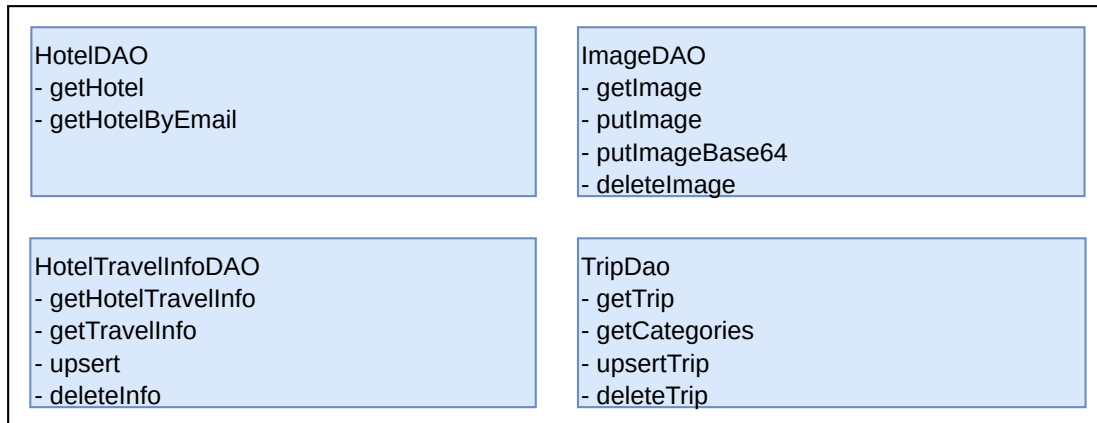 HotelDAO
- getHotel
- getHotelByEmail
ImageDAO
- getImage
- putImage
- putImageBase64
- deleteImage
HotelTravelInfoDAO
- getHotelTravelInfo
- getTravelInfo
- upsert
- deleteInfo
TripDao
- getTrip
- getCategories
- upsertTrip
- deleteTrip